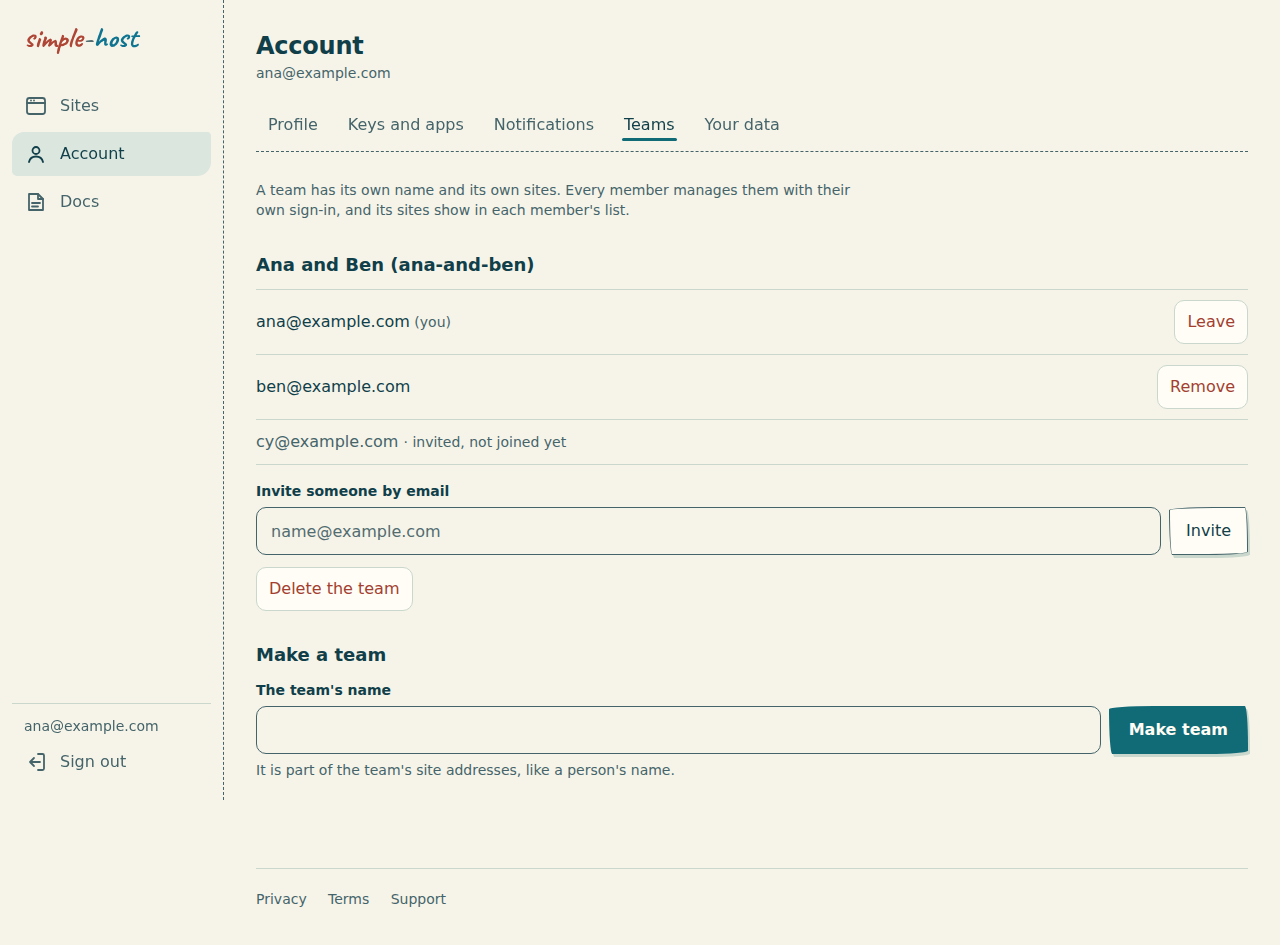 simple-host
Sites
Account
Docs
ana@example.com
Sign out
Account
ana@example.com
Profile Keys and apps Notifications Teams Your data
A team has its own name and its own sites. Every member manages them with their
own sign-in, and its sites show in each member's list.
Ana and Ben (ana-and-ben)
ana@example.com (you) Leave
ben@example.com Remove
cy@example.com · invited, not joined yet
Invite someone by email
name@example.com Invite
Delete the team
Make a team
The team's name
Make team
It is part of the team's site addresses, like a person's name.
Privacy Terms Support